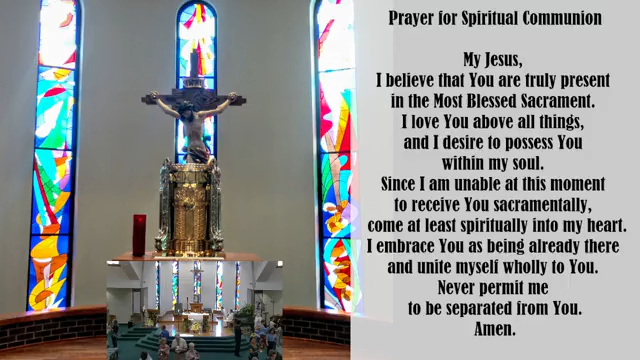 Prayer for Spiritual Communion
My Jesus,
I believe that You are truly present
in the Most Blessed Sacrament.
I love You above all things,
and I desire to possess You
within my soul.
Since I am unable at this moment
to receive You sacramentally,
come at least spiritually into my heart.
I embrace You as being already there
and unite myself wholly to You.
Never permit me
to be separated from You.
Amen.